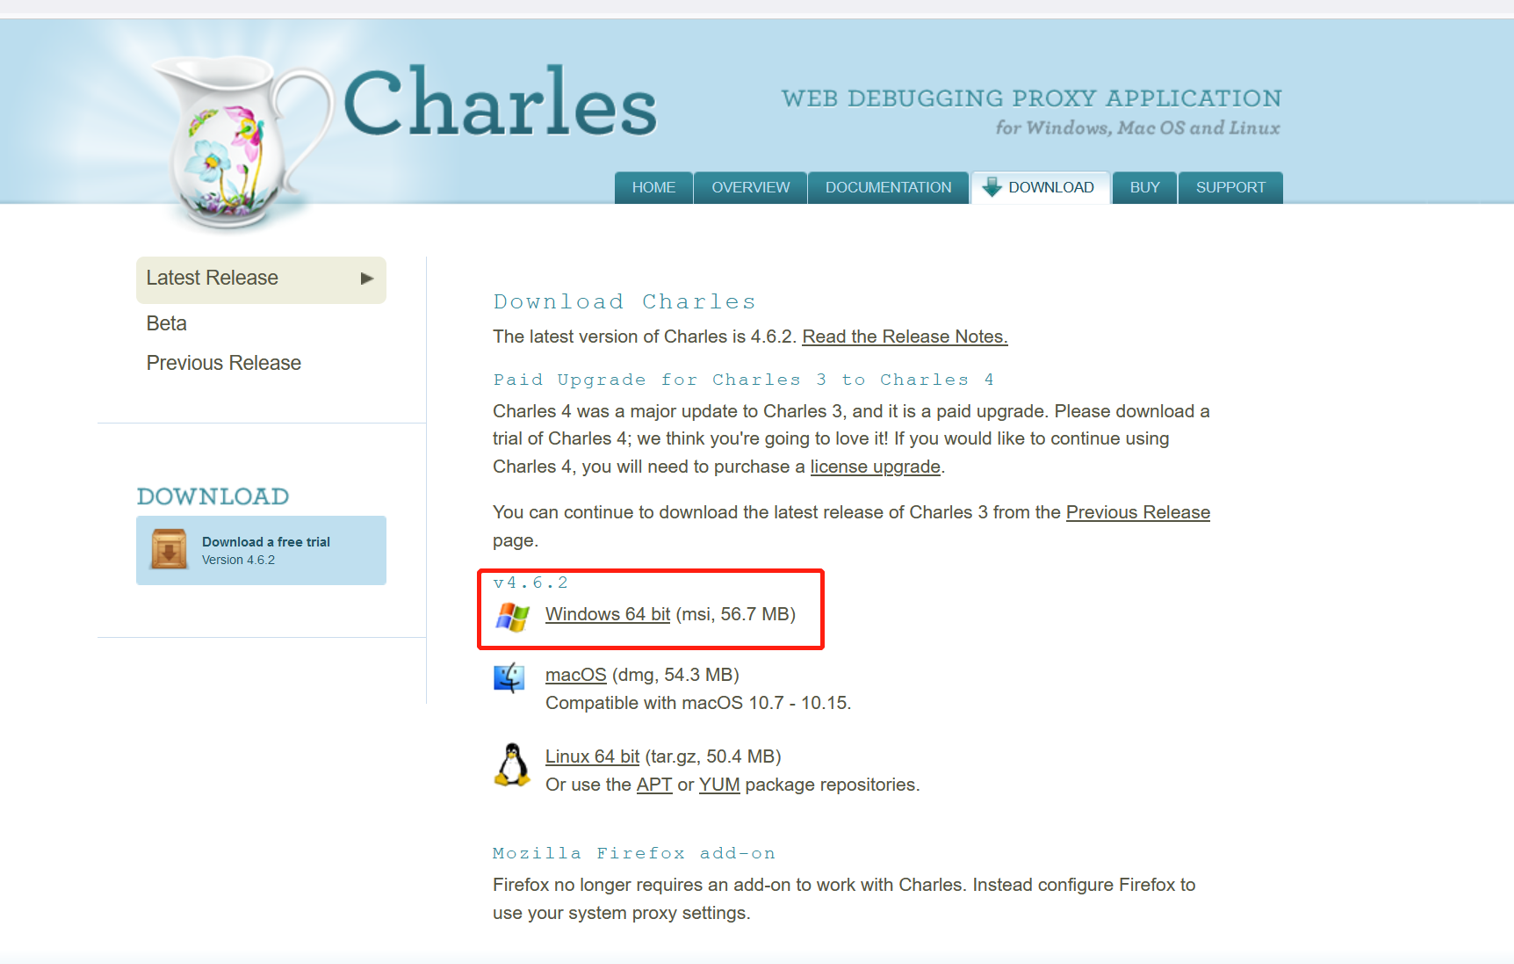 Charles
WEB DEBUGGING PROXY APPLICATION
for Windows, Mac OS and Linux
HOME
OVERVIEW
DOCUMENTATION
DOWNLOAD
BUY
SUPPORT
Latest Release
Beta
Previous Release
DOWNLOAD
Download a free trial
Version 4.6.2
Download Charles
The latest version of Charles is 4.6.2. Read the Release Notes.
Paid Upgrade for Charles 3 to Charles 4
Charles 4 was a major update to Charles 3, and it is a paid upgrade. Please download a
trial of Charles 4; we think you're going to love it! If you would like to continue using
Charles 4, you will need to purchase a license upgrade.
You can continue to download the latest release of Charles 3 from the Previous Release
page.
v4.6.2
Windows 64 bit (msi, 56.7 MB)
macOS (dmg, 54.3 MB)
Compatible with macOS 10.7 - 10.15.
Linux 64 bit (tar.gz, 50.4 MB)
Or use the APT or YUM package repositories.
Mozilla Firefox add-on
Firefox no longer requires an add-on to work with Charles. Instead configure Firefox to
use your system proxy settings.